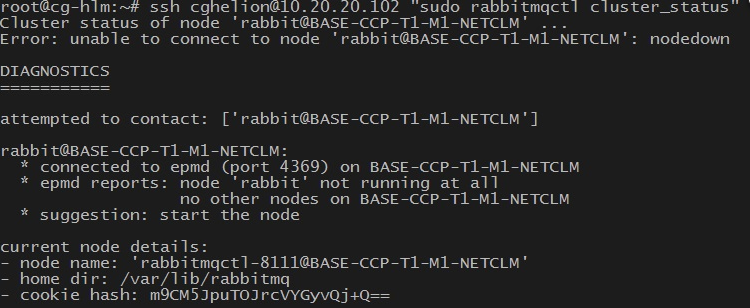 root@cg-hlm:~# ssh cghelion@10.20.20.102 "sudo rabbitmqctl cluster_status"
Cluster status of node 'rabbit@BASE-CCP-T1-M1-NETCLM' ...
Error: unable to connect to node 'rabbit@BASE-CCP-T1-M1-NETCLM': nodedown

DIAGNOSTICS
===========

attempted to contact: ['rabbit@BASE-CCP-T1-M1-NETCLM']

rabbit@BASE-CCP-T1-M1-NETCLM:
  * connected to epmd (port 4369) on BASE-CCP-T1-M1-NETCLM
  * epmd reports: node 'rabbit' not running at all
                  no other nodes on BASE-CCP-T1-M1-NETCLM
  * suggestion: start the node

current node details:
- node name: 'rabbitmqctl-8111@BASE-CCP-T1-M1-NETCLM'
- home dir: /var/lib/rabbitmq
- cookie hash: m9CM5JpuTOJrcVYGyvQj+Q==